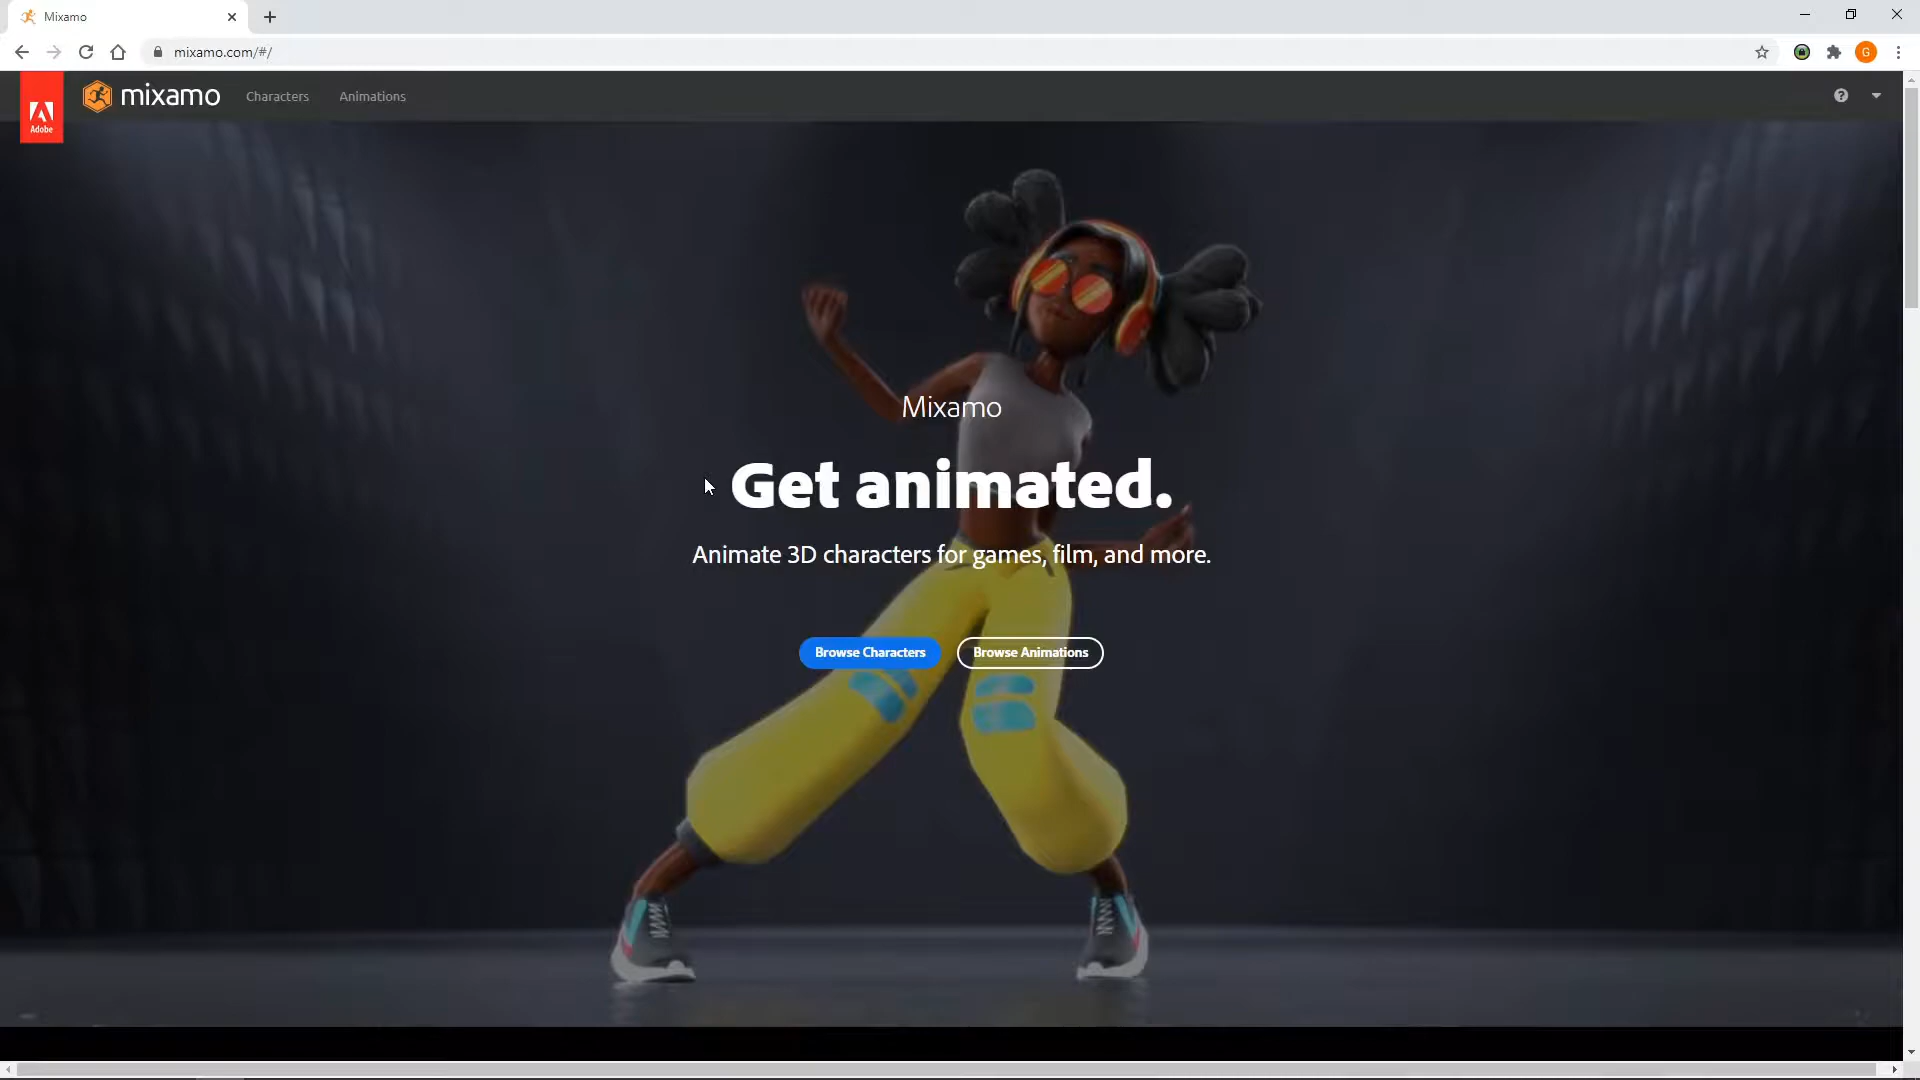 Mixamo
mixamo.com/#/
G
Adobe
mixamo Characters Animations
Mixamo
Get animated.
Animate 3D characters for games, film, and more.
Browse Characters Browse Animations